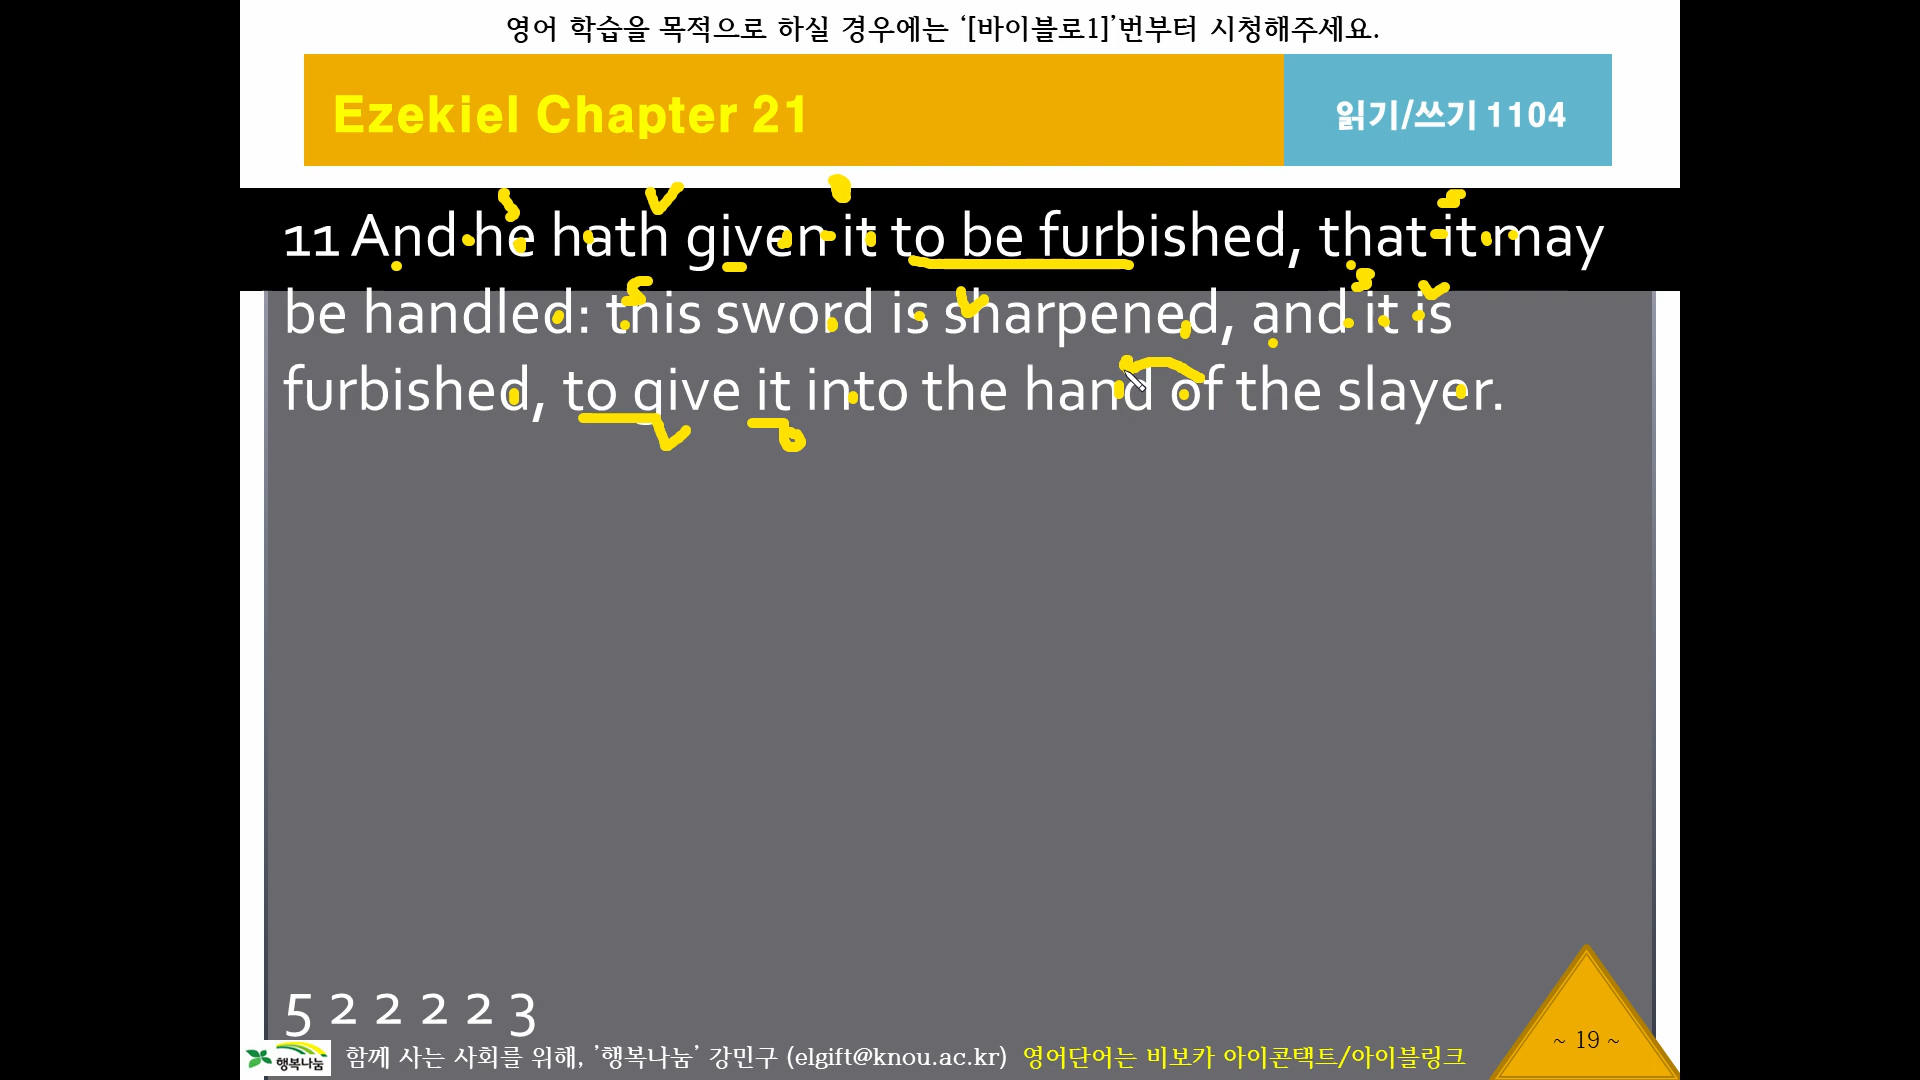 영어 학습을 목적으로 하실 경우에는 ‘[바이블로1]’번부터 시청해주세요.
Ezekiel Chapter 21
읽기/쓰기 1104
11 And he hath given it to be furbished, that it may
be handled: this sword is sharpened, and it is
furbished, to give it into the hand of the slayer.
5 2 2 2 2 3
~ 19 ~
행복나눔
함께 사는 사회를 위해, ’행복나눔’ 강민구 (elgift@knou.ac.kr) 영어단어는 비보카 아이콘택트/아이블링크